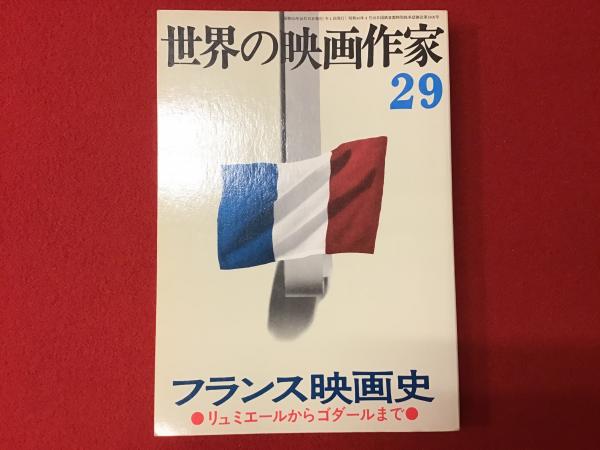 世界の映画作家
29
フランス映画史
●リュミエールからゴダールまで●